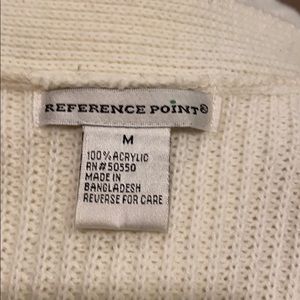 REFERENCE POINT®
M
100% ACRYLIC
RN#50550
MADE IN
BANGLADESH
REVERSE FOR CARE